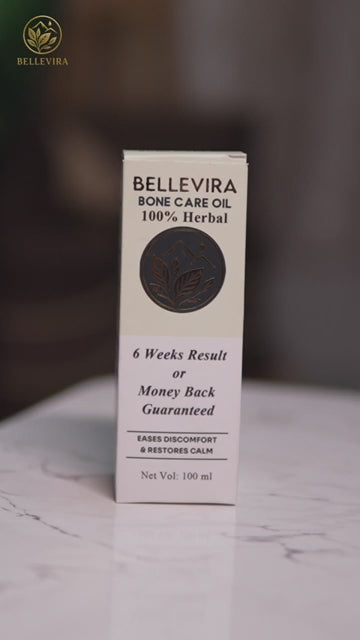 BELLEVIRA
BELLEVIRA
BONE CARE OIL
100% Herbal
6 Weeks Result
or
Money Back
Guaranteed
EASES DISCOMFORT
& RESTORES CALM
Net Vol: 100 ml